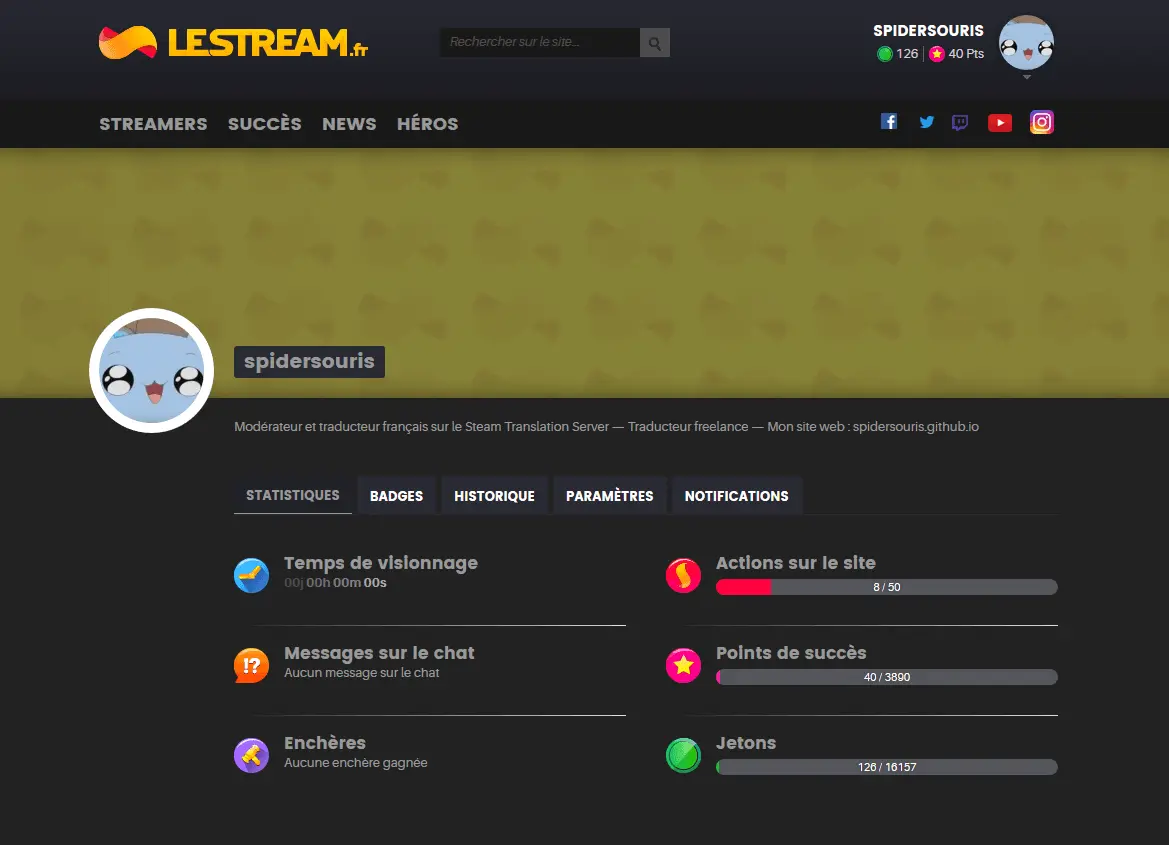 LESTREAM.fr
Rechercher sur le site...
SPIDERSOURIS
126 | 40 Pts
STREAMERS SUCCÈS NEWS HÉROS
spidersouris
Modérateur et traducteur français sur le Steam Translation Server — Traducteur freelance — Mon site web : spidersouris.github.io
STATISTIQUES BADGES HISTORIQUE PARAMÈTRES NOTIFICATIONS
Temps de visionnage
00j 00h 00m 00s
Actions sur le site
8 / 50
!?
Messages sur le chat
Aucun message sur le chat
Points de succès
40 / 3890
Enchères
Aucune enchère gagnée
Jetons
126 / 16157